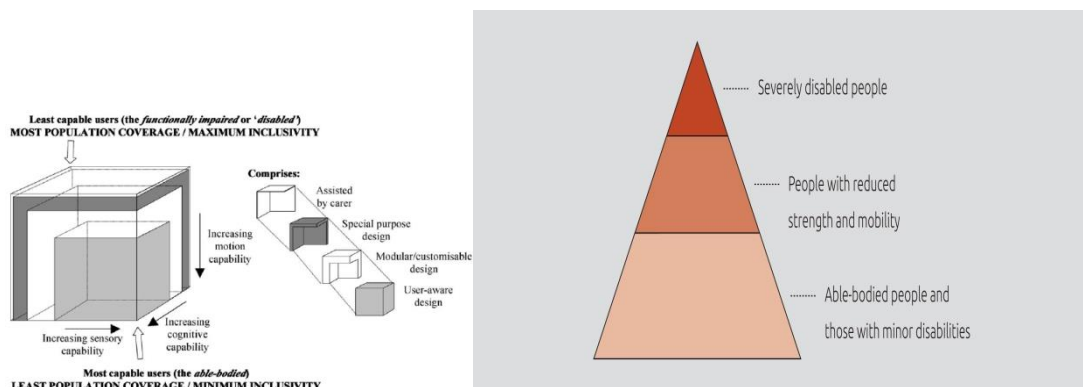 Least capable users (the functionally impaired or 'disabled')
MOST POPULATION COVERAGE / MAXIMUM INCLUSIVITY
Comprises:
Assisted
by carer
Special purpose
design
Modular/customisable
design
User-aware
design
Increasing
motion
capability
Increasing sensory
capability
Increasing
cognitive
capability
Most capable users (the able-bodied)
LEAST POPULATION COVERAGE / MINIMUM INCLUSIVITY
Severely disabled people
People with reduced
strength and mobility
Able-bodied people and
those with minor disabilities